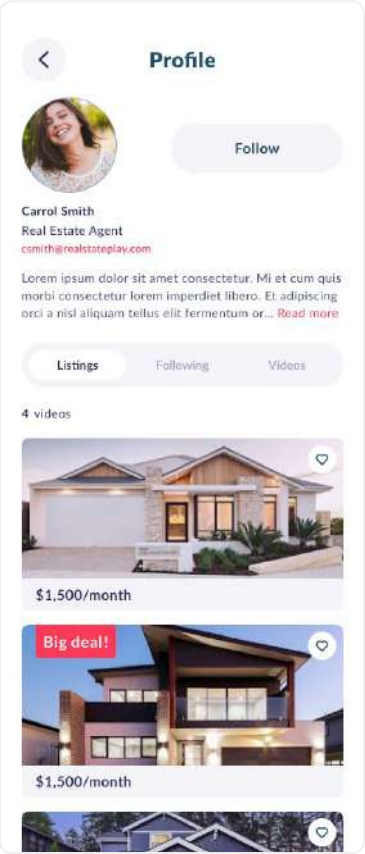 Profile
Follow
Carrol Smith
Real Estate Agent
csmith@realstateplay.com
Lorem ipsum dolor sit amet consectetur. Mi et cum quis
morbi consectetur lorem imperdiet libero. Et adipiscing
orci a nisl aliquam tellus elit fermentum or... Read more
Listings
Following
Videos
4 videos
$1,500/month
Big deal!
$1,500/month